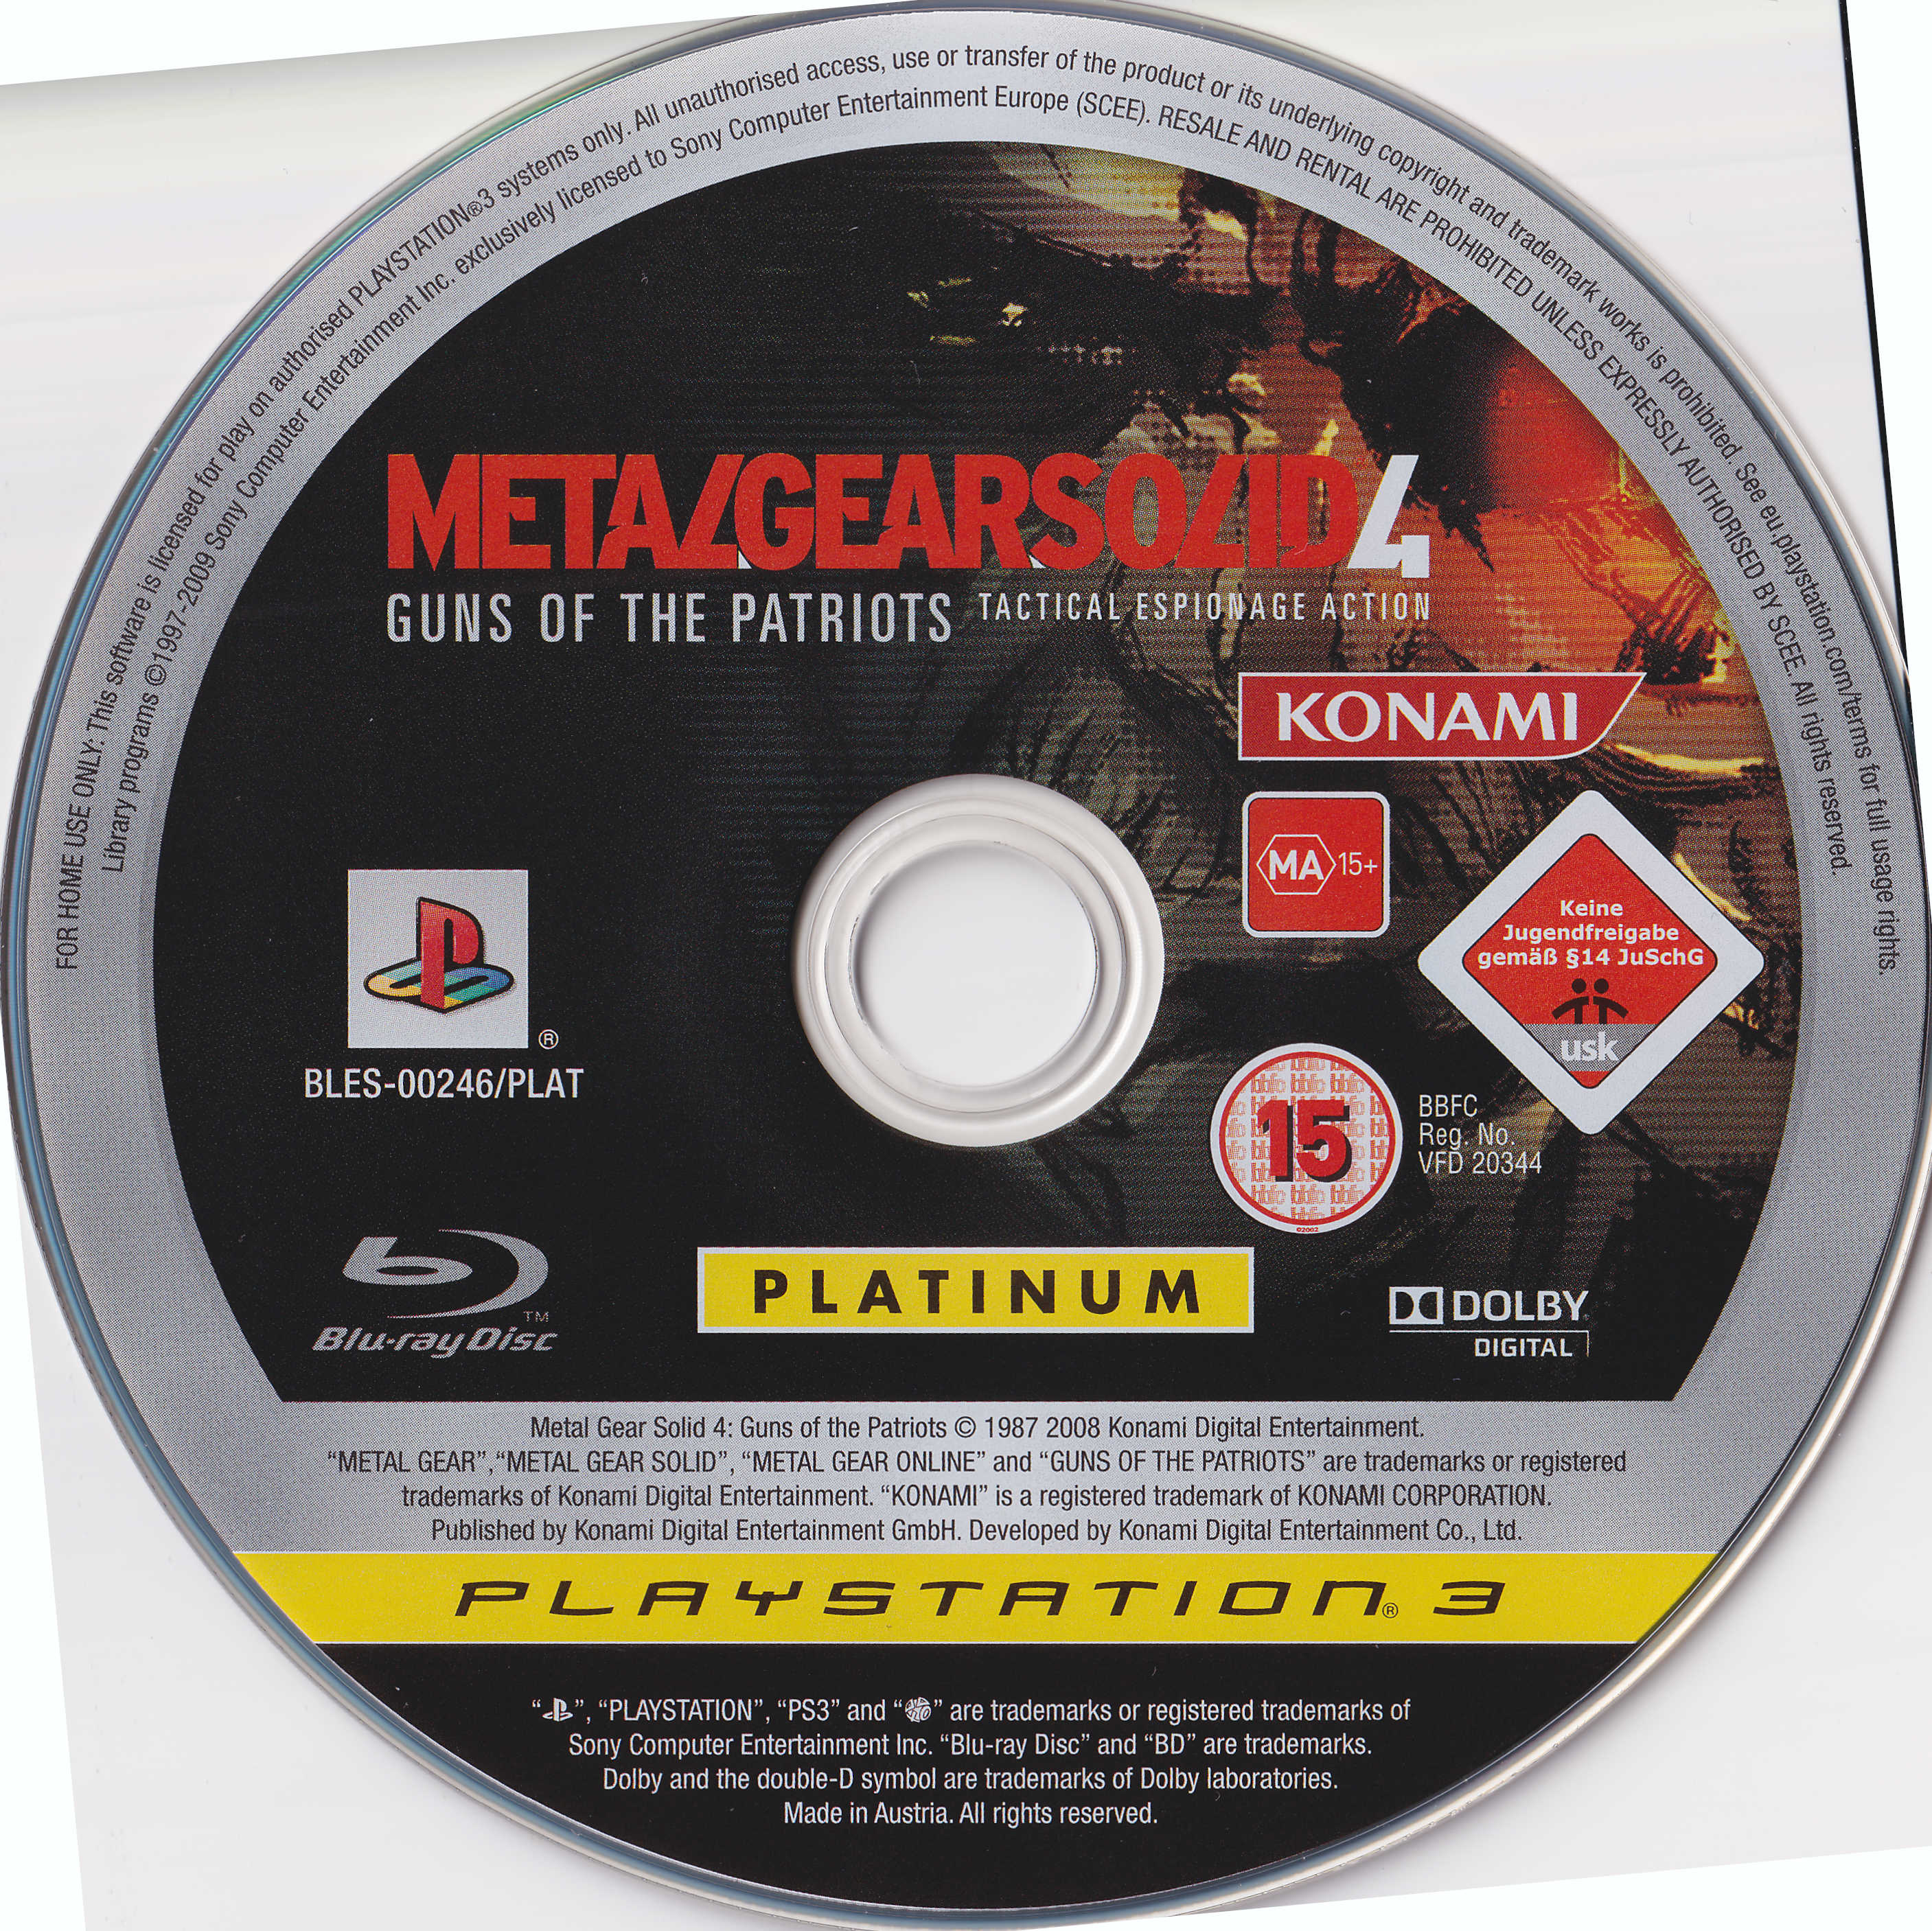 FOR HOME USE ONLY: This software is licensed for play on authorised PLAYSTATION®3 systems only. All unauthorised access, use or transfer of the product or its underlying copyright and trademark works is prohibited. See eu.playstation.com/terms for full usage rights.
Library programs ©1997-2009 Sony Computer Entertainment Inc. exclusively licensed to Sony Computer Entertainment Europe (SCEE). RESALE AND RENTAL ARE PROHIBITED UNLESS EXPRESSLY AUTHORISED BY SCEE. All rights reserved.
METAL GEAR SOLID 4
GUNS OF THE PATRIOTS TACTICAL ESPIONAGE ACTION
KONAMI
MA 15+
Keine
Jugendfreigabe
gemäß §14 JuSchG
usk
®
BLES-00246/PLAT
15
BBFC
Reg. No.
VFD 20344
Blu-ray Disc™
PLATINUM
DOLBY
DIGITAL
Metal Gear Solid 4: Guns of the Patriots © 1987 2008 Konami Digital Entertainment.
“METAL GEAR”, “METAL GEAR SOLID”, “METAL GEAR ONLINE” and “GUNS OF THE PATRIOTS” are trademarks or registered
trademarks of Konami Digital Entertainment. “KONAMI” is a registered trademark of KONAMI CORPORATION.
Published by Konami Digital Entertainment GmbH. Developed by Konami Digital Entertainment Co., Ltd.
PLAYSTATION® 3
“ ”, “PLAYSTATION”, “PS3” and “ ” are trademarks or registered trademarks of
Sony Computer Entertainment Inc. “Blu-ray Disc” and “BD” are trademarks.
Dolby and the double-D symbol are trademarks of Dolby laboratories.
Made in Austria. All rights reserved.